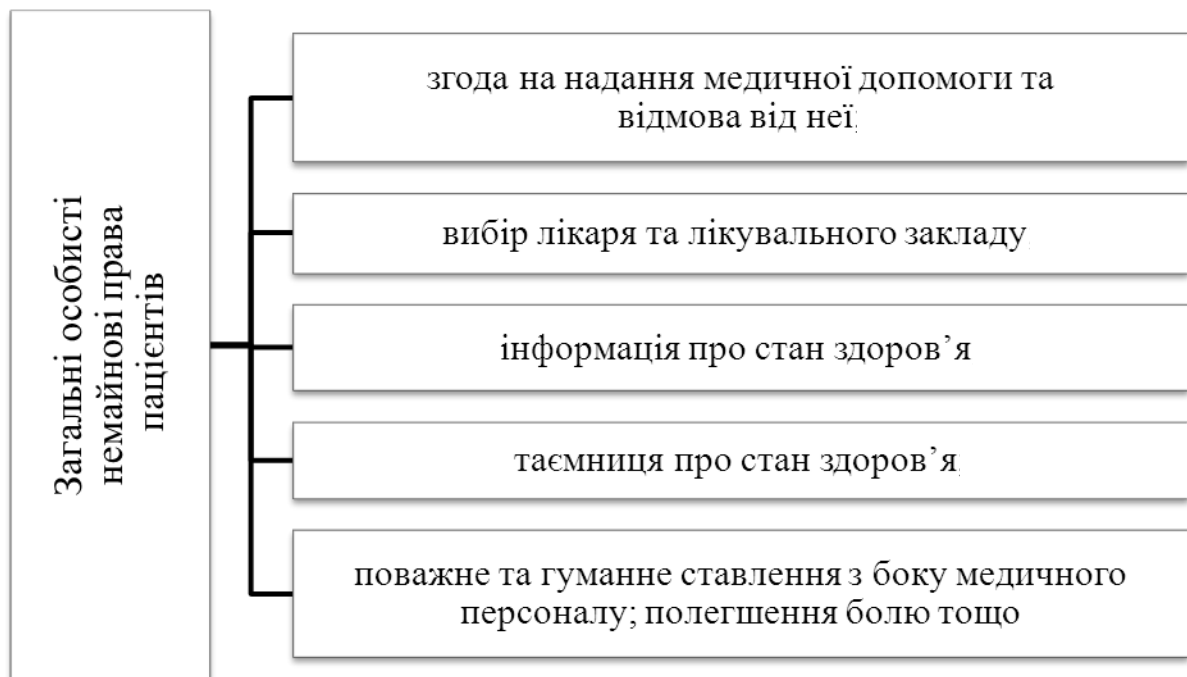 Загальні особисті
немайнові права
пацієнтів
згода на надання медичної допомоги та
відмова від неї;
вибір лікаря та лікувального закладу
інформація про стан здоров’я
таємниця про стан здоров’я
поважне та гуманне ставлення з боку медичного
персоналу; полегшення болю тощо